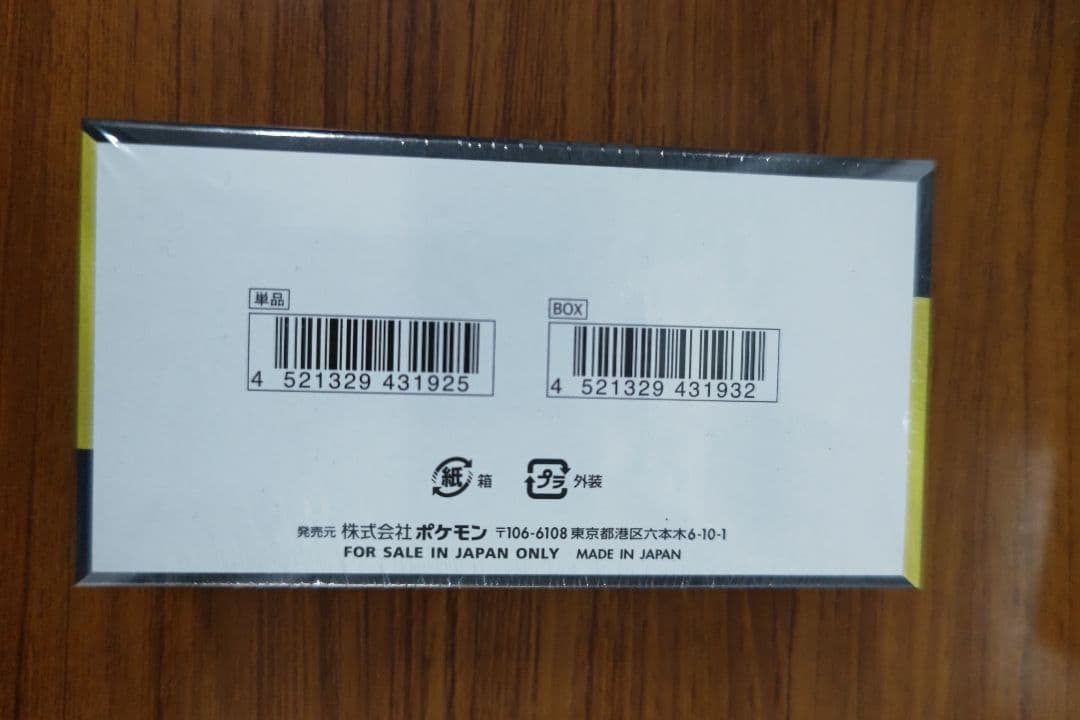 単品
4 521329 431925
BOX
4 521329 431932
紙 箱
プラ 外装
発売元 株式会社 ポケモン 〒106-6108 東京都港区六本木6-10-1
FOR SALE IN JAPAN ONLY MADE IN JAPAN